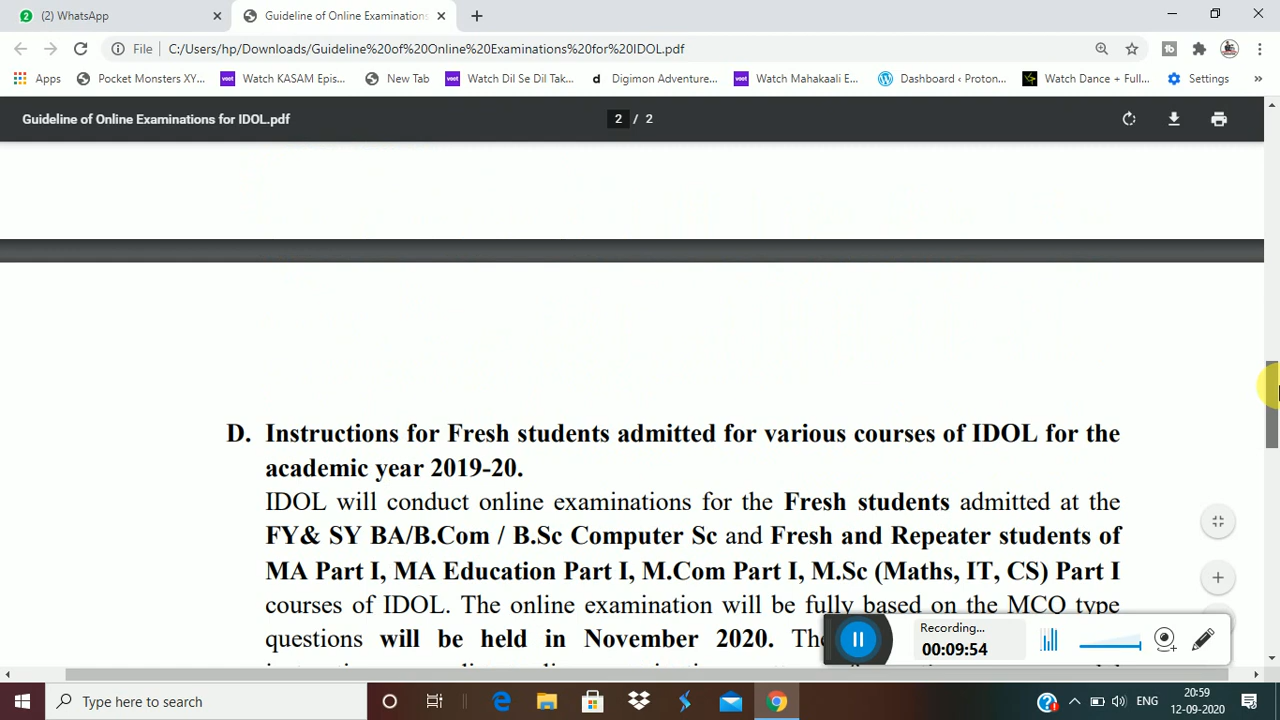 (2) WhatsApp
Guideline of Online Examinations
File
C:/Users/hp/Downloads/Guideline%20of%20Online%20Examinations%20for%20IDOL.pdf
Apps
Pocket Monsters XY...
Watch KASAM Epis...
New Tab
Watch Dil Se Dil Tak...
Digimon Adventure...
Watch Mahakaali E...
Dashboard ‹ Proton...
Watch Dance + Full...
Settings
»
Guideline of Online Examinations for IDOL.pdf
2 / 2
D. Instructions for Fresh students admitted for various courses of IDOL for the
academic year 2019-20.
IDOL will conduct online examinations for the Fresh students admitted at the
FY& SY BA/B.Com / B.Sc Computer Sc and Fresh and Repeater students of
MA Part I, MA Education Part I, M.Com Part I, M.Sc (Maths, IT, CS) Part I
courses of IDOL. The online examination will be fully based on the MCQ type
questions will be held in November 2020. The
Recording...
00:09:54
Type here to search
ENG
20:59
12-09-2020